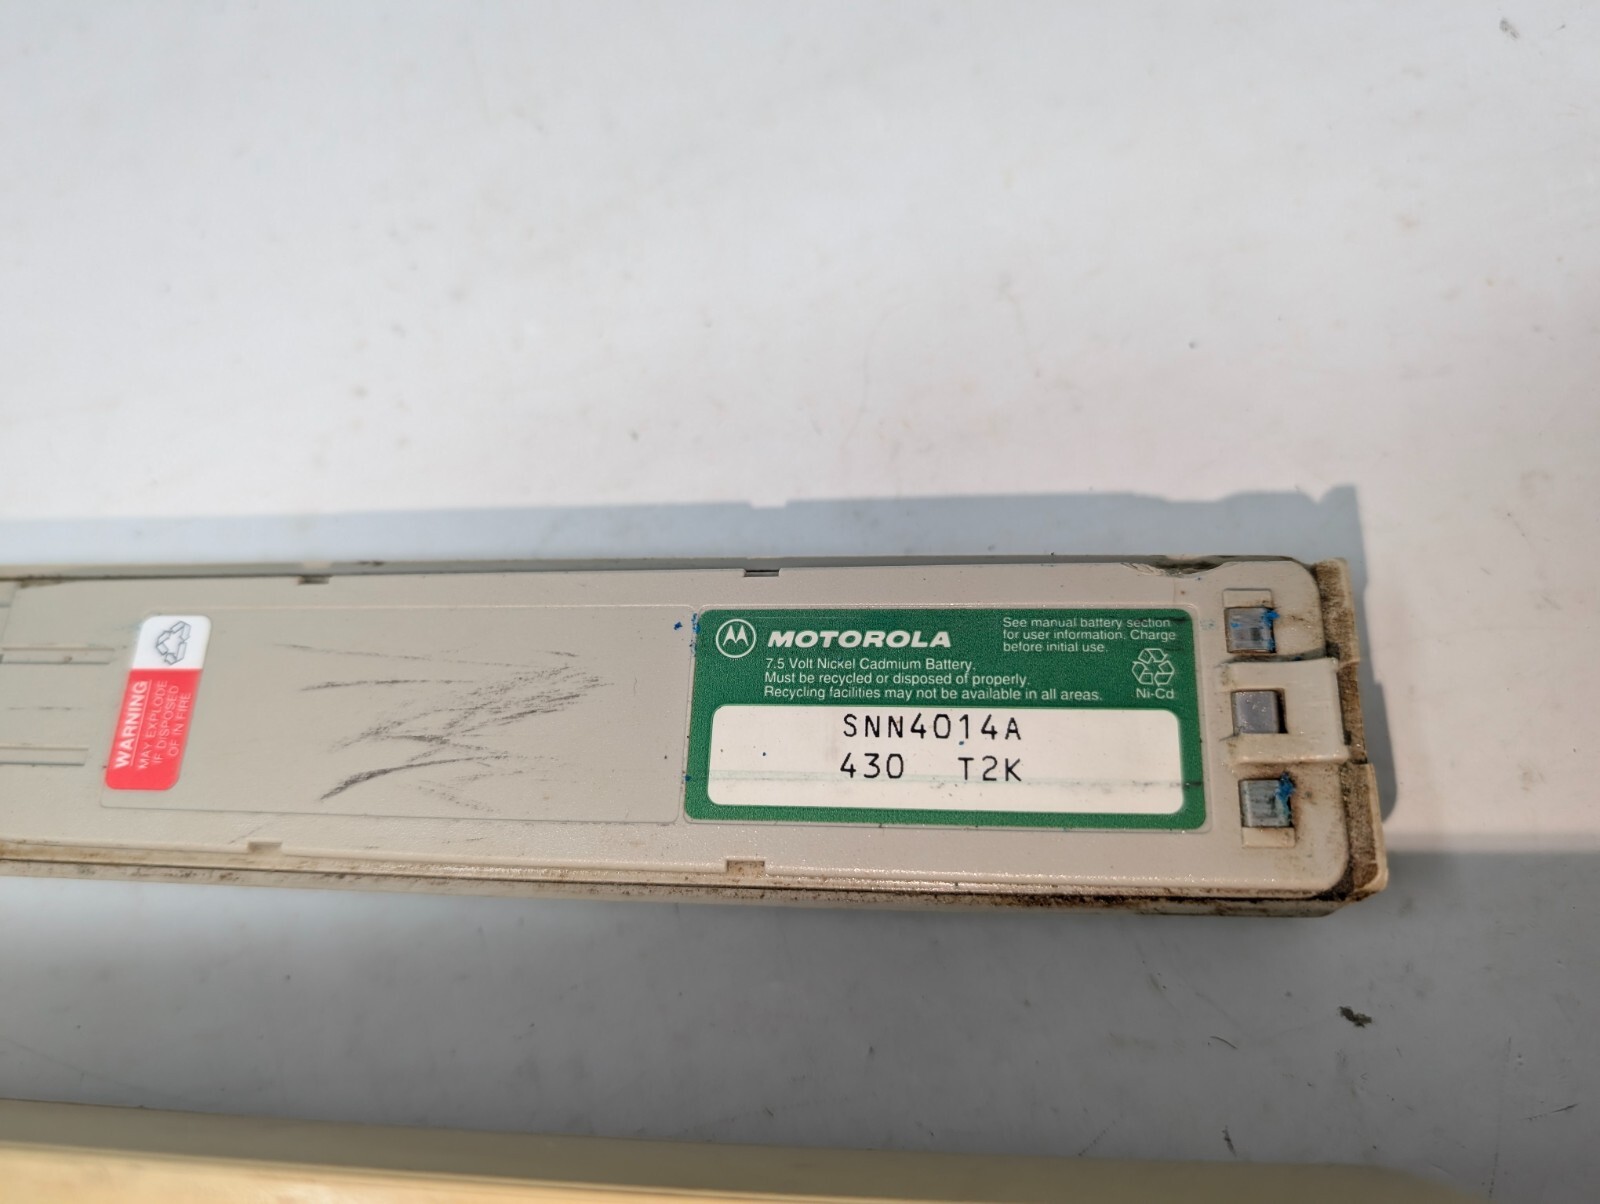 MOTOROLA
7.5 Volt Nickel Cadmium Battery.
Must be recycled or disposed of properly.
Recycling facilities may not be available in all areas.
See manual battery section
for user information. Charge
before initial use.
Ni-Cd
SNN4014A
430 T2K
WARNING
MAY EXPLODE
IF DISPOSED
OF IN FIRE